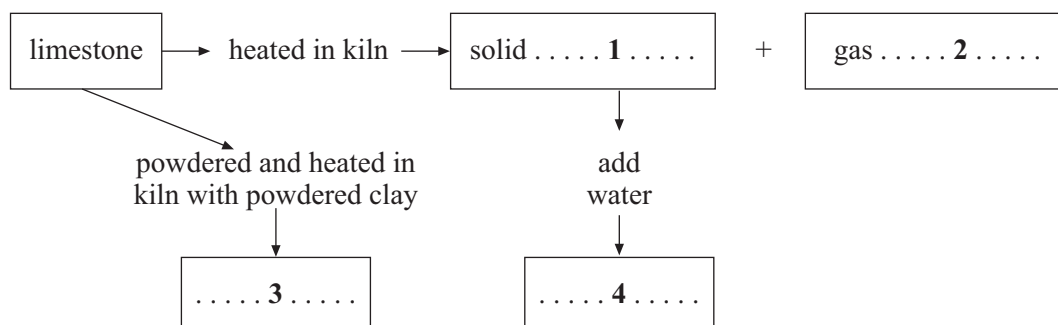 limestone heated in kiln solid . . . . . 1 . . . . . + gas . . . . . 2 . . . . .
powdered and heated in
kiln with powdered clay
add
water
. . . . . 3 . . . . . . . . . . 4 . . . . .